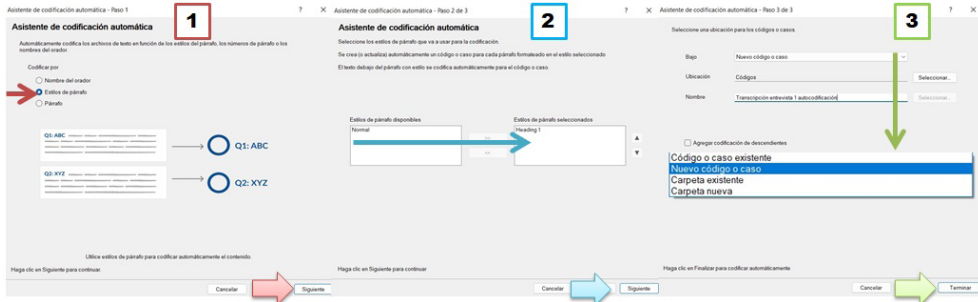 Asistente de codificación automática - Paso 1
1
Asistente de codificación automática
Automáticamente codifica los archivos de texto en función de los estilos del párrafo, los números de párrafo o los
nombres del orador.
Codificar por
Nombre del orador
Estilos de párrafo
Párrafo
Q1: ABC
Q1: ABC
Q2: XYZ
Q2: XYZ
Utilice estilos de párrafo para codificar automáticamente el contenido.
Haga clic en Siguiente para continuar
Cancelar
Siguiente
Asistente de codificación automática - Paso 2 de 3
2
Asistente de codificación automática
Seleccione los estilos de párrafo que va a usar para la codificación.
Se crea (o actualiza) automáticamente un código o caso para cada párrafo formateado en el estilo seleccionado
El texto debajo del párrafo con estilo se codifica automáticamente para el código o caso.
Estilos de párrafo disponibles
Estilos de párrafo seleccionados
Normal
Heading 1
>>
<<
Haga clic en Siguiente para continuar
Cancelar
Siguiente
Asistente de codificación automática - Paso 3 de 3
3
Seleccione una ubicación para los códigos o casos.
Bajo
Nuevo código o caso
Ubicación
Códigos
Seleccionar...
Nombre
Transcripción entrevista 1 autocodificación
Seleccionar...
Agregar codificación de descendientes
Código o caso existente
Nuevo código o caso
Carpeta existente
Carpeta nueva
Haga clic en Finalizar para codificar automáticamente
Cancelar
Terminar